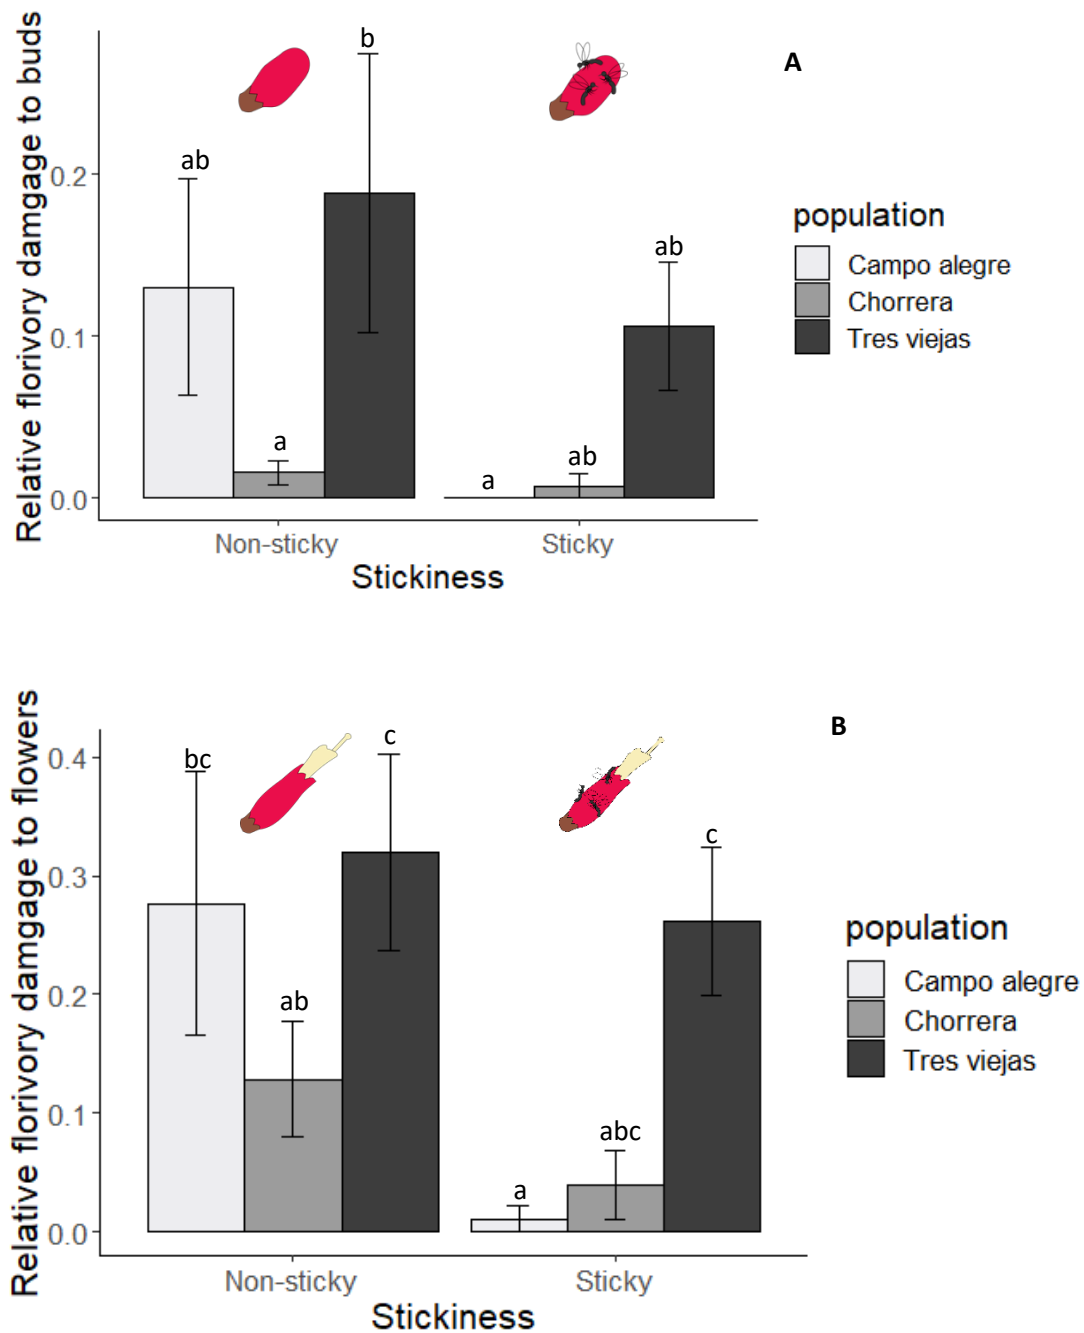 Relative florivory damgage to buds
A
b
ab
a
a
ab
ab
0.2
0.1
0.0
Non-sticky
Sticky
Stickiness
population
Campo alegre
Chorrera
Tres viejas
Relative florivory damgage to flowers
B
bc
ab
c
a
abc
c
0.4
0.3
0.2
0.1
0.0
Non-sticky
Sticky
Stickiness
population
Campo alegre
Chorrera
Tres viejas